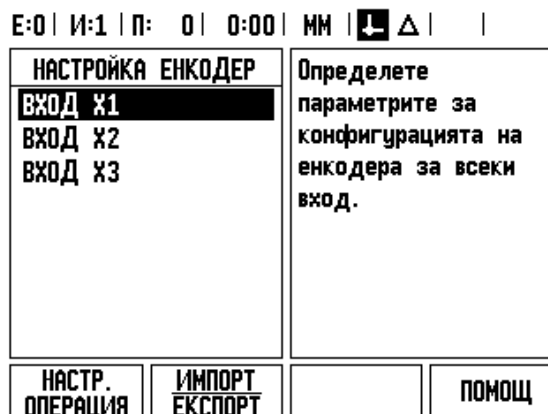 Е:0 | И:1 | П: 0 | 0:00 | ММ
НАСТРОЙКА ЕНКОДЕР
ВХОД X1
ВХОД X2
ВХОД X3
Определете
параметрите за
конфигурацията на
енкодера за всеки
вход.
НАСТР.
ОПЕРАЦИЯ
ИМПОРТ
ЕКСПОРТ
ПОМОЩ